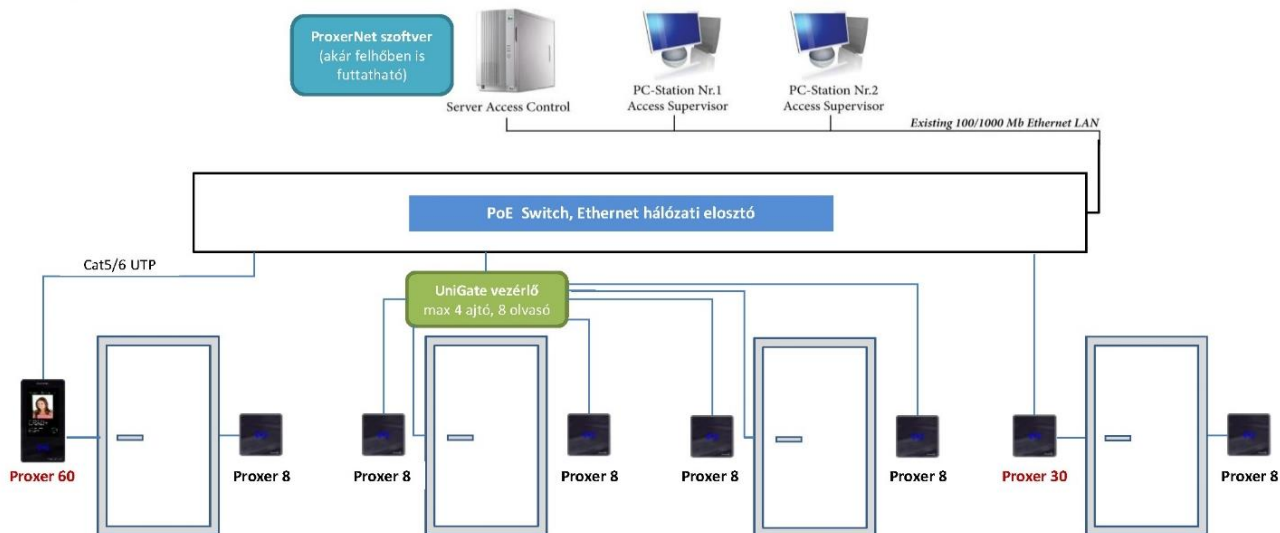 ProxerNet szoftver
(akár felhőben is
futtatható)
Server Access Control
PC-Station Nr.1
Access Supervisor
PC-Station Nr.2
Access Supervisor
Existing 100/1000 Mb Ethernet LAN
PoE Switch, Ethernet hálózati elosztó
Cat5/6 UTP
UniGate vezérlő
max 4 ajtó, 8 olvasó
Proxer 60
Proxer 8
Proxer 8
Proxer 8
Proxer 8
Proxer 8
Proxer 30
Proxer 8